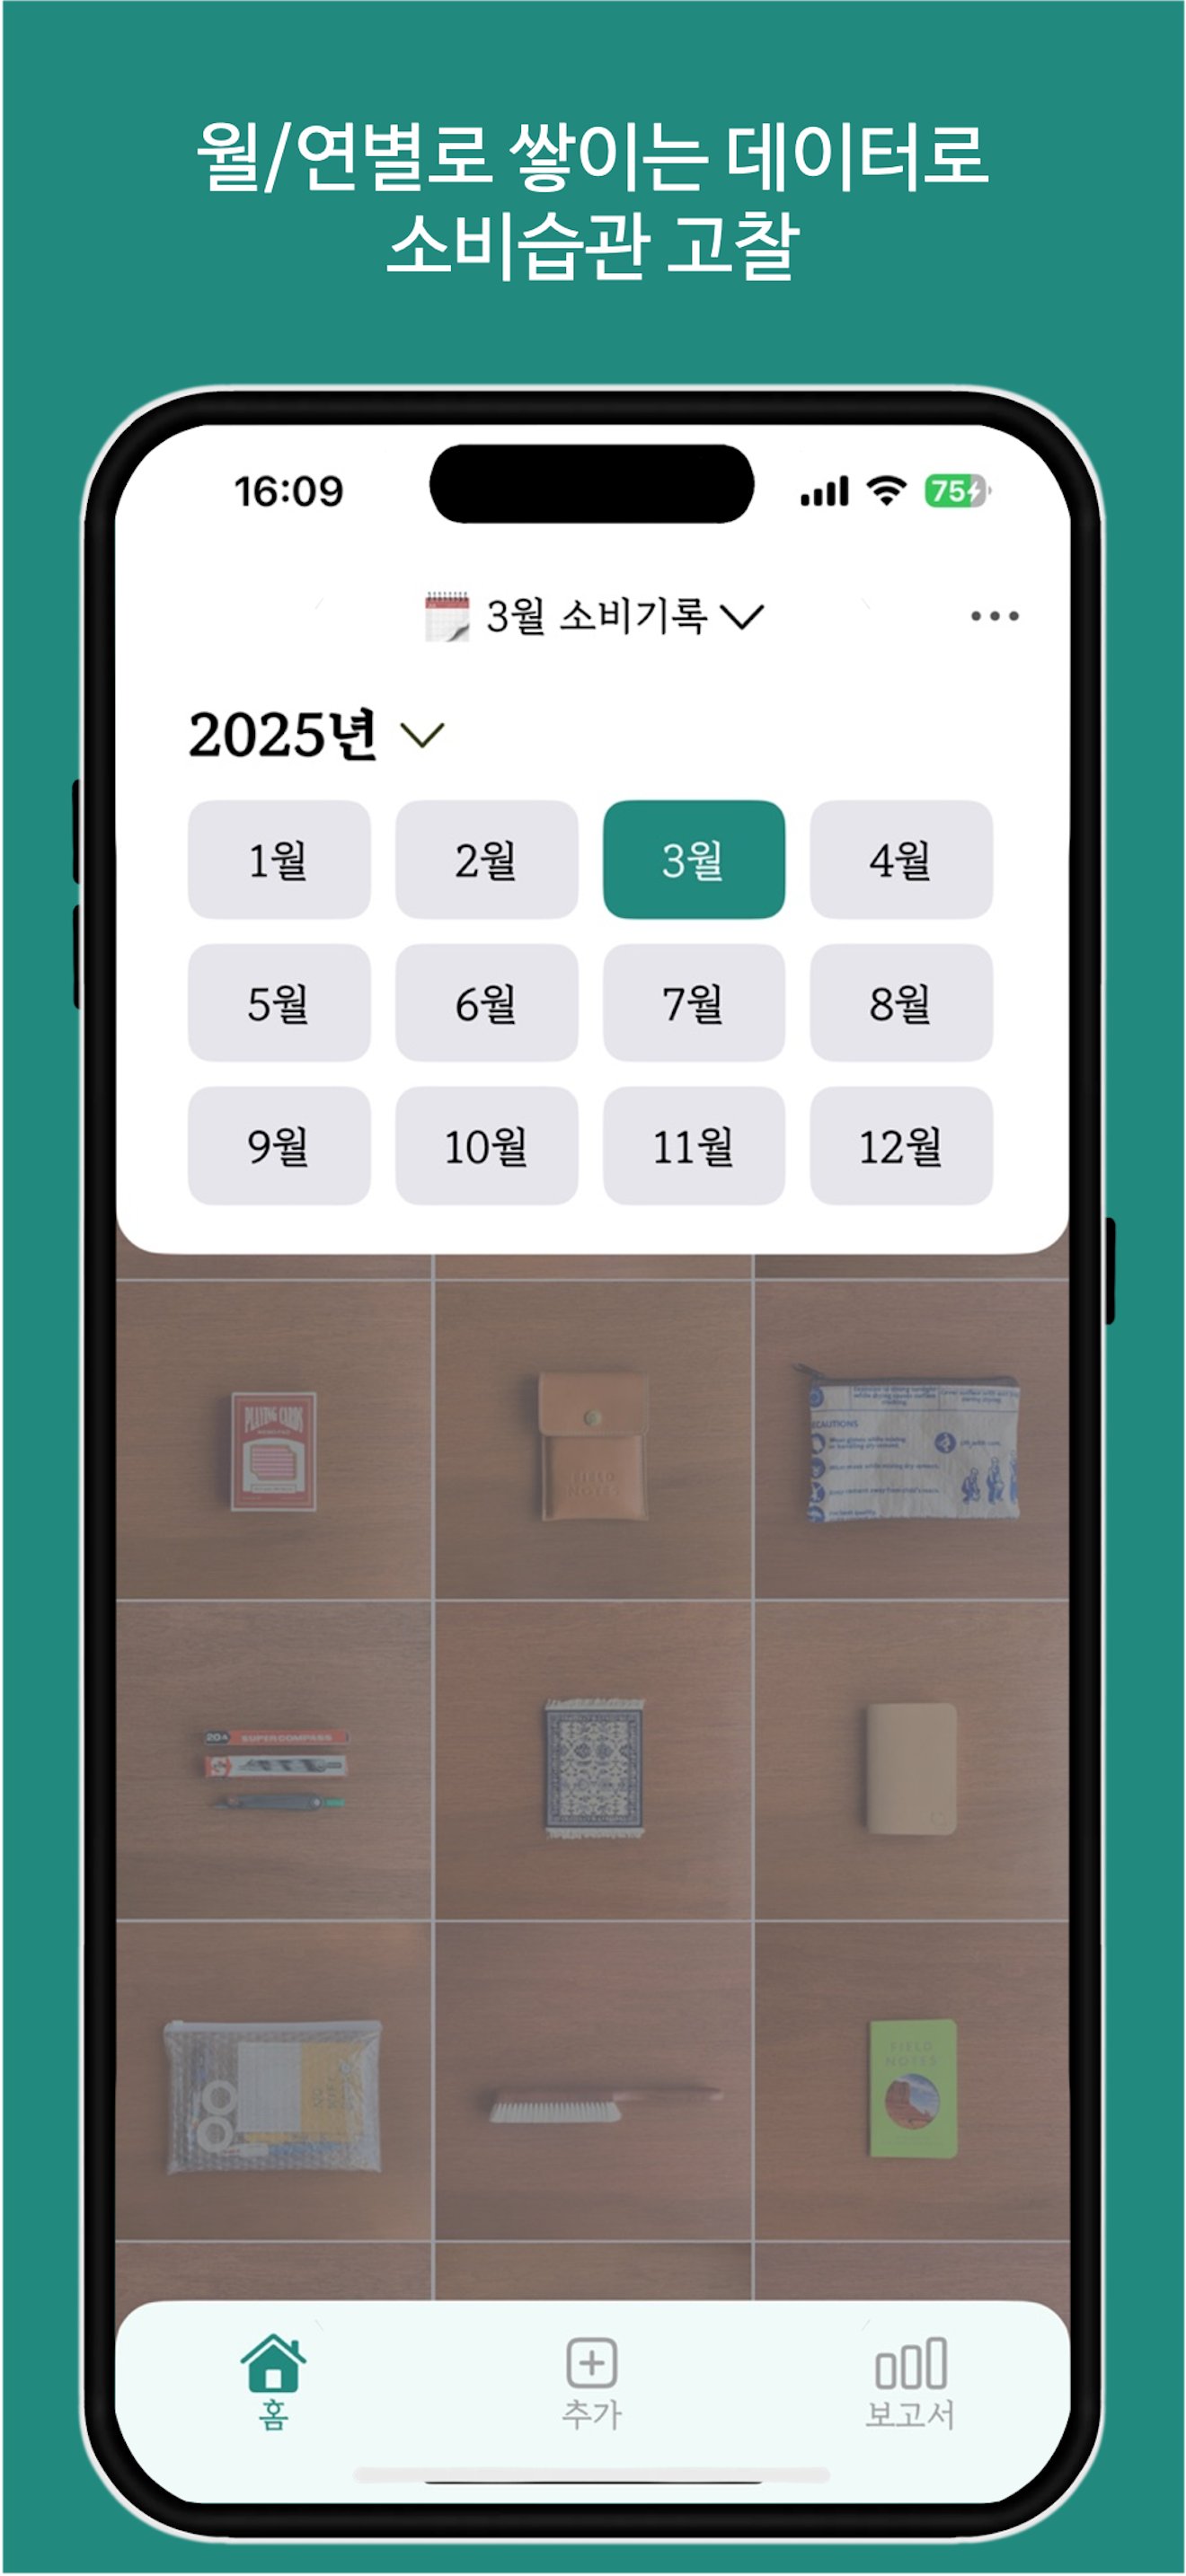 월/연별로 쌓이는 데이터로
소비습관 고찰
16:09
75
3월 소비기록
2025년
1월 2월 3월 4월
5월 6월 7월 8월
9월 10월 11월 12월
PLAYING CARDS
FIELD
NOTES
CAUTIONS
20A SUPER COMPASS
FIELD
NOTES
홈 추가 보고서